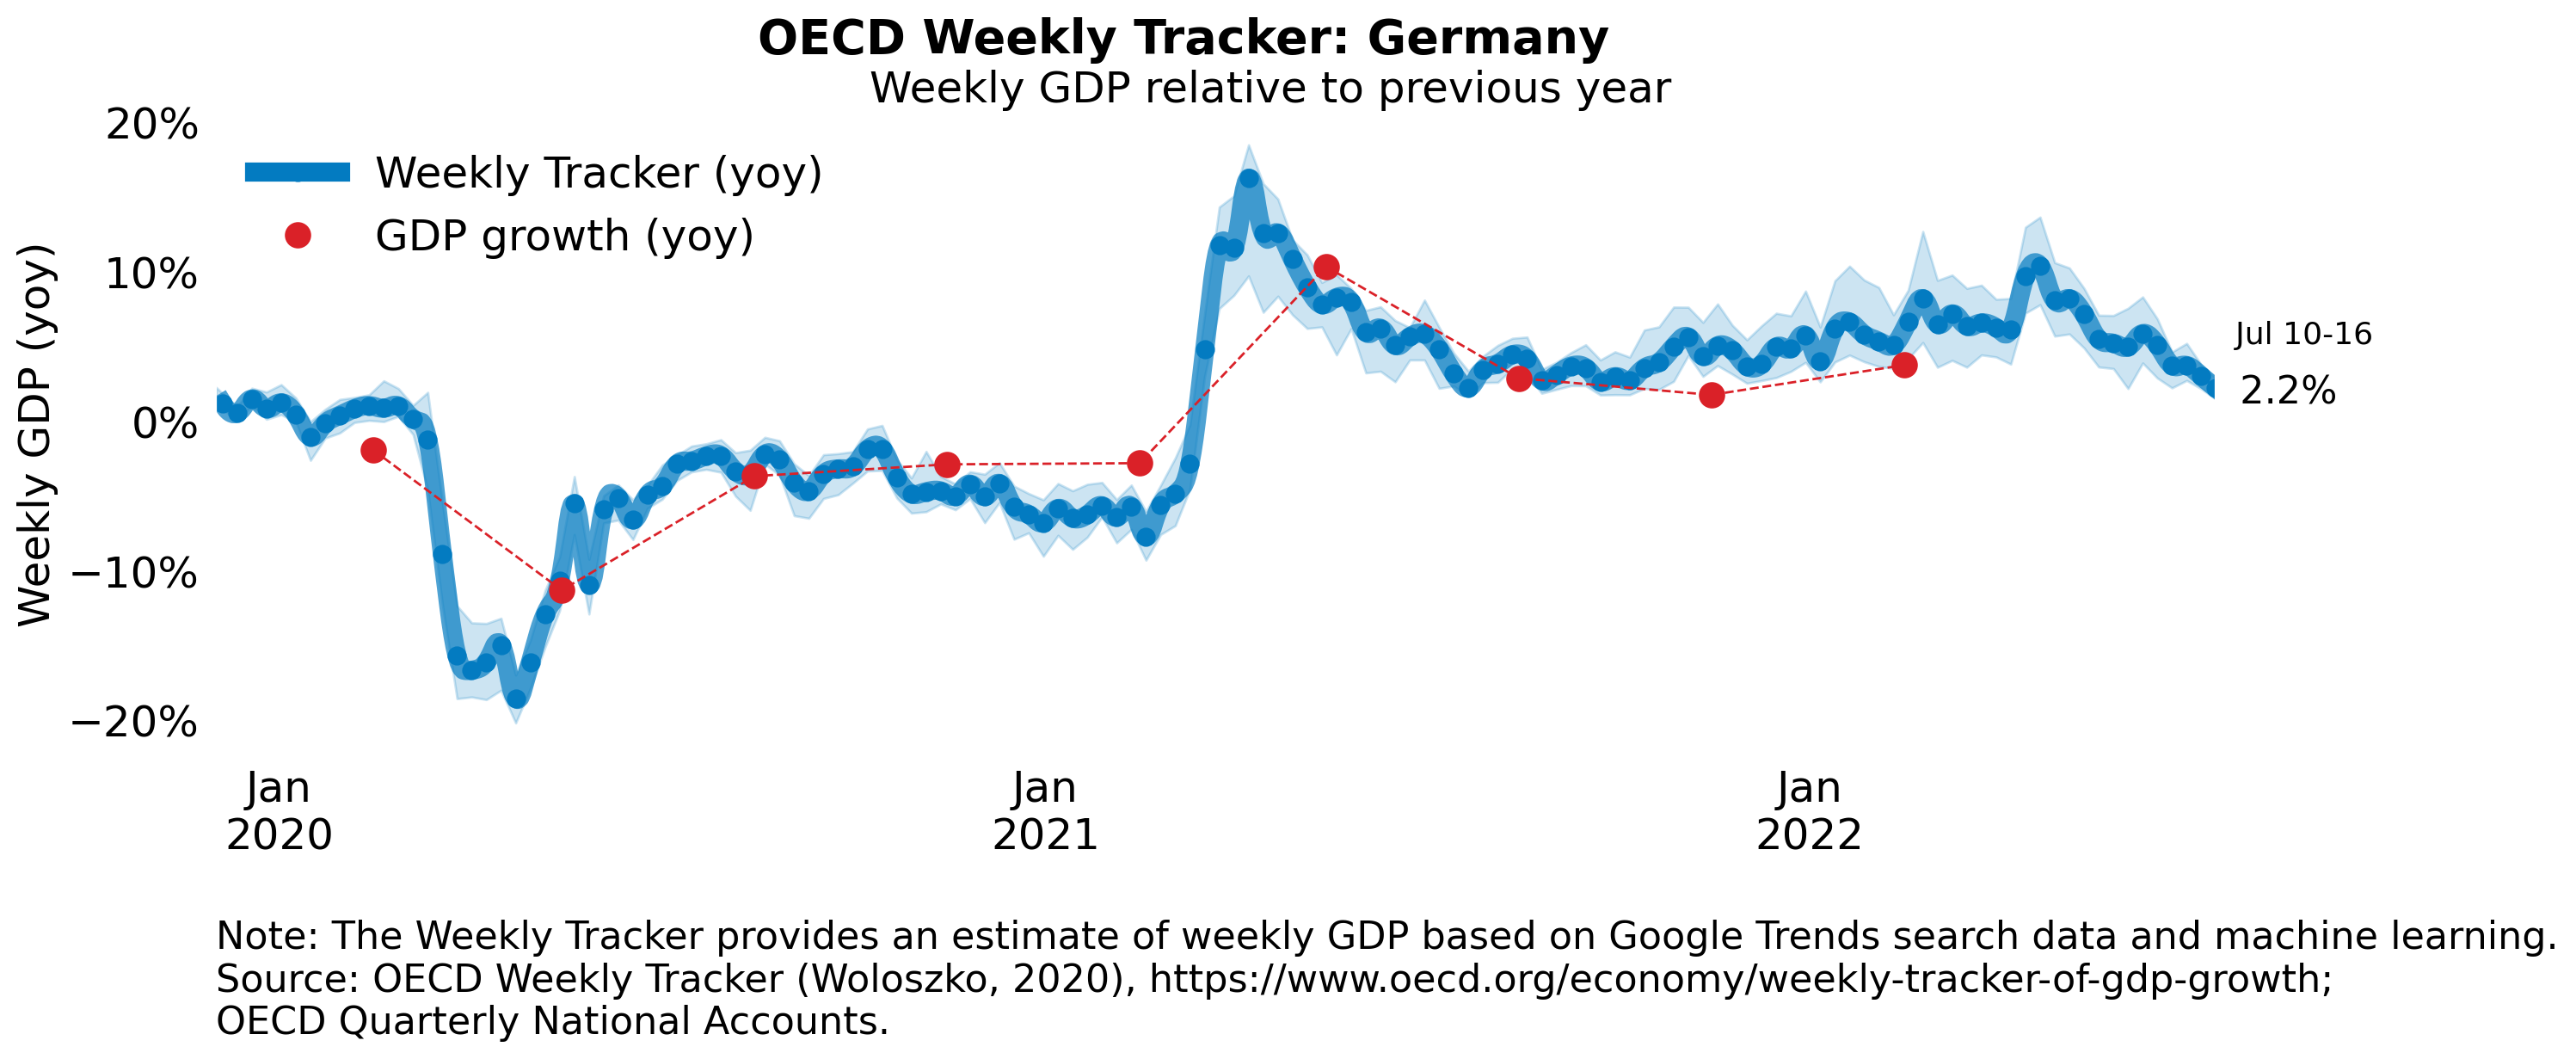 OECD Weekly Tracker: Germany
Weekly GDP relative to previous year
Weekly GDP (yoy)
20%
10%
0%
−10%
−20%
Weekly Tracker (yoy)
GDP growth (yoy)
Jul 10-16
2.2%
Jan
2020
Jan
2021
Jan
2022
Note: The Weekly Tracker provides an estimate of weekly GDP based on Google Trends search data and machine learning.
Source: OECD Weekly Tracker (Woloszko, 2020), https://www.oecd.org/economy/weekly-tracker-of-gdp-growth;
OECD Quarterly National Accounts.